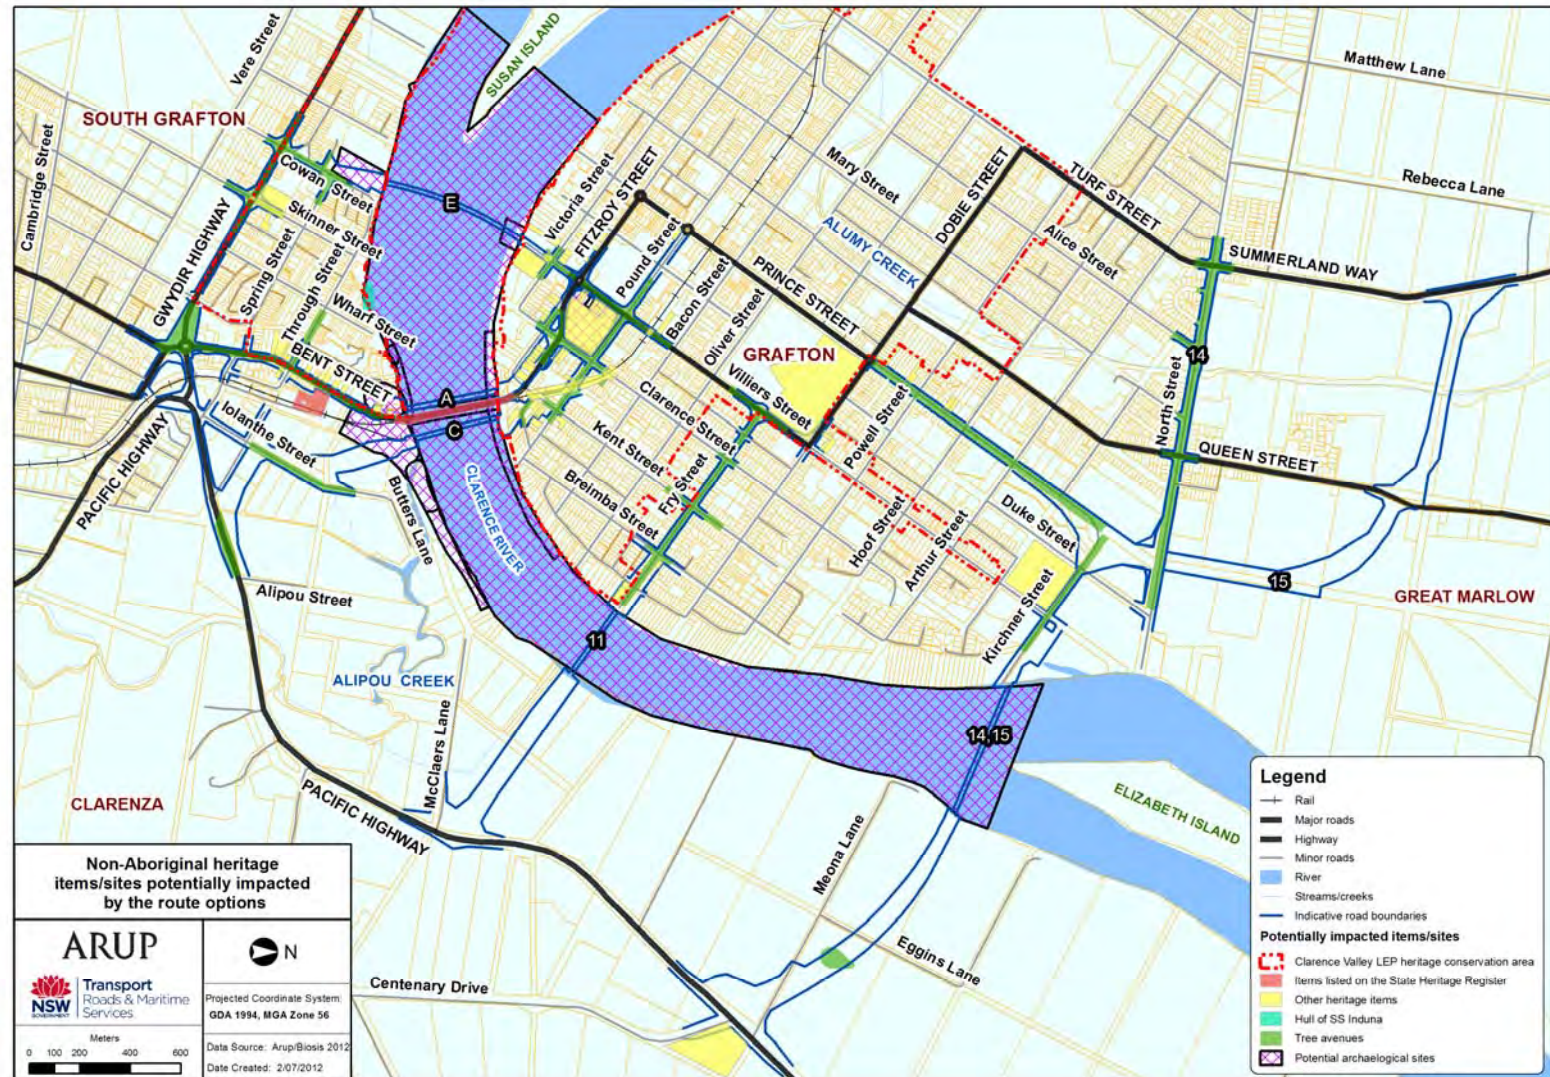 Vere Street
SUSAN ISLAND
Matthew Lane
SOUTH GRAFTON
Cambridge Street
Cowan Street
Victoria Street
FITZROY STREET
Mary Street
DOBIE STREET
TURF STREET
Rebecca Lane
E
Skinner Street
GWYDIR HIGHWAY
Spring Street
Through Street
Wharf Street
Pound Street
ALUMY CREEK
Alice Street
SUMMERLAND WAY
PRINCE STREET
Bacon Street
Oliver Street
GRAFTON
BENT STREET
A
C
Villiers Street
Clarence Street
Kent Street
Breimba Street
Fry Street
Powell Street
North Street
14
QUEEN STREET
Iolanthe Street
PACIFIC HIGHWAY
Butters Lane
CLARENCE RIVER
Hoof Street
Arthur Street
Duke Street
15
GREAT MARLOW
Alipou Street
Kirchner Street
11
ALIPOU CREEK
McClaers Lane
14,15
CLARENZA
PACIFIC HIGHWAY
ELIZABETH ISLAND
Meona Lane
Eggins Lane
Centenary Drive
Non-Aboriginal heritage
items/sites potentially impacted
by the route options
ARUP
N
NSW
GOVERNMENT
Transport
Roads & Maritime
Services
Projected Coordinate System:
GDA 1994, MGA Zone 56
Meters
0 100 200 400 600
Data Source: Arup/Biosis 2012
Date Created: 2/07/2012
Legend
Rail
Major roads
Highway
Minor roads
River
Streams/creeks
Indicative road boundaries
Potentially impacted items/sites
Clarence Valley LEP heritage conservation area
Items listed on the State Heritage Register
Other heritage items
Hull of SS Induna
Tree avenues
Potential archaelogical sites